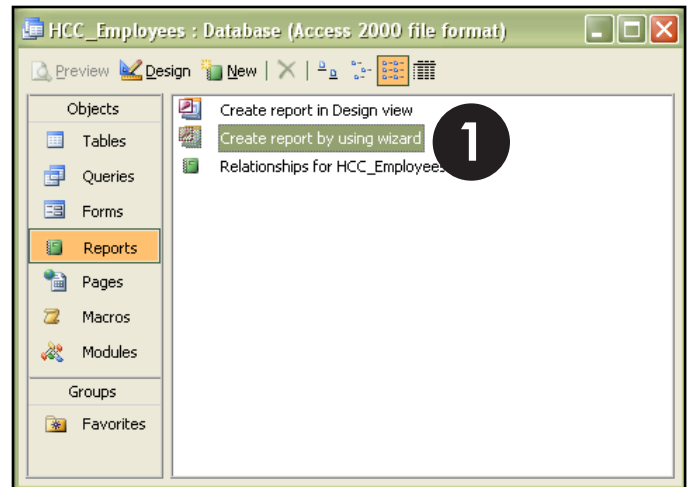 HCC_Employees : Database (Access 2000 file format)
Preview Design New
Objects
Tables
Queries
Forms
Reports
Pages
Macros
Modules
Groups
Favorites
Create report in Design view
Create report by using wizard
1
Relationships for HCC_Employees